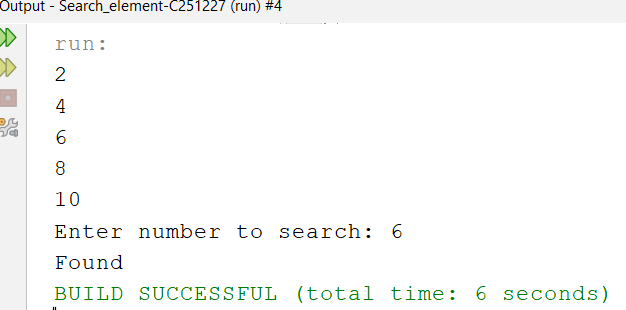 Output - Search_element-C251227 (run) #4
run:
2
4
6
8
10
Enter number to search: 6
Found
BUILD SUCCESSFUL (total time: 6 seconds)